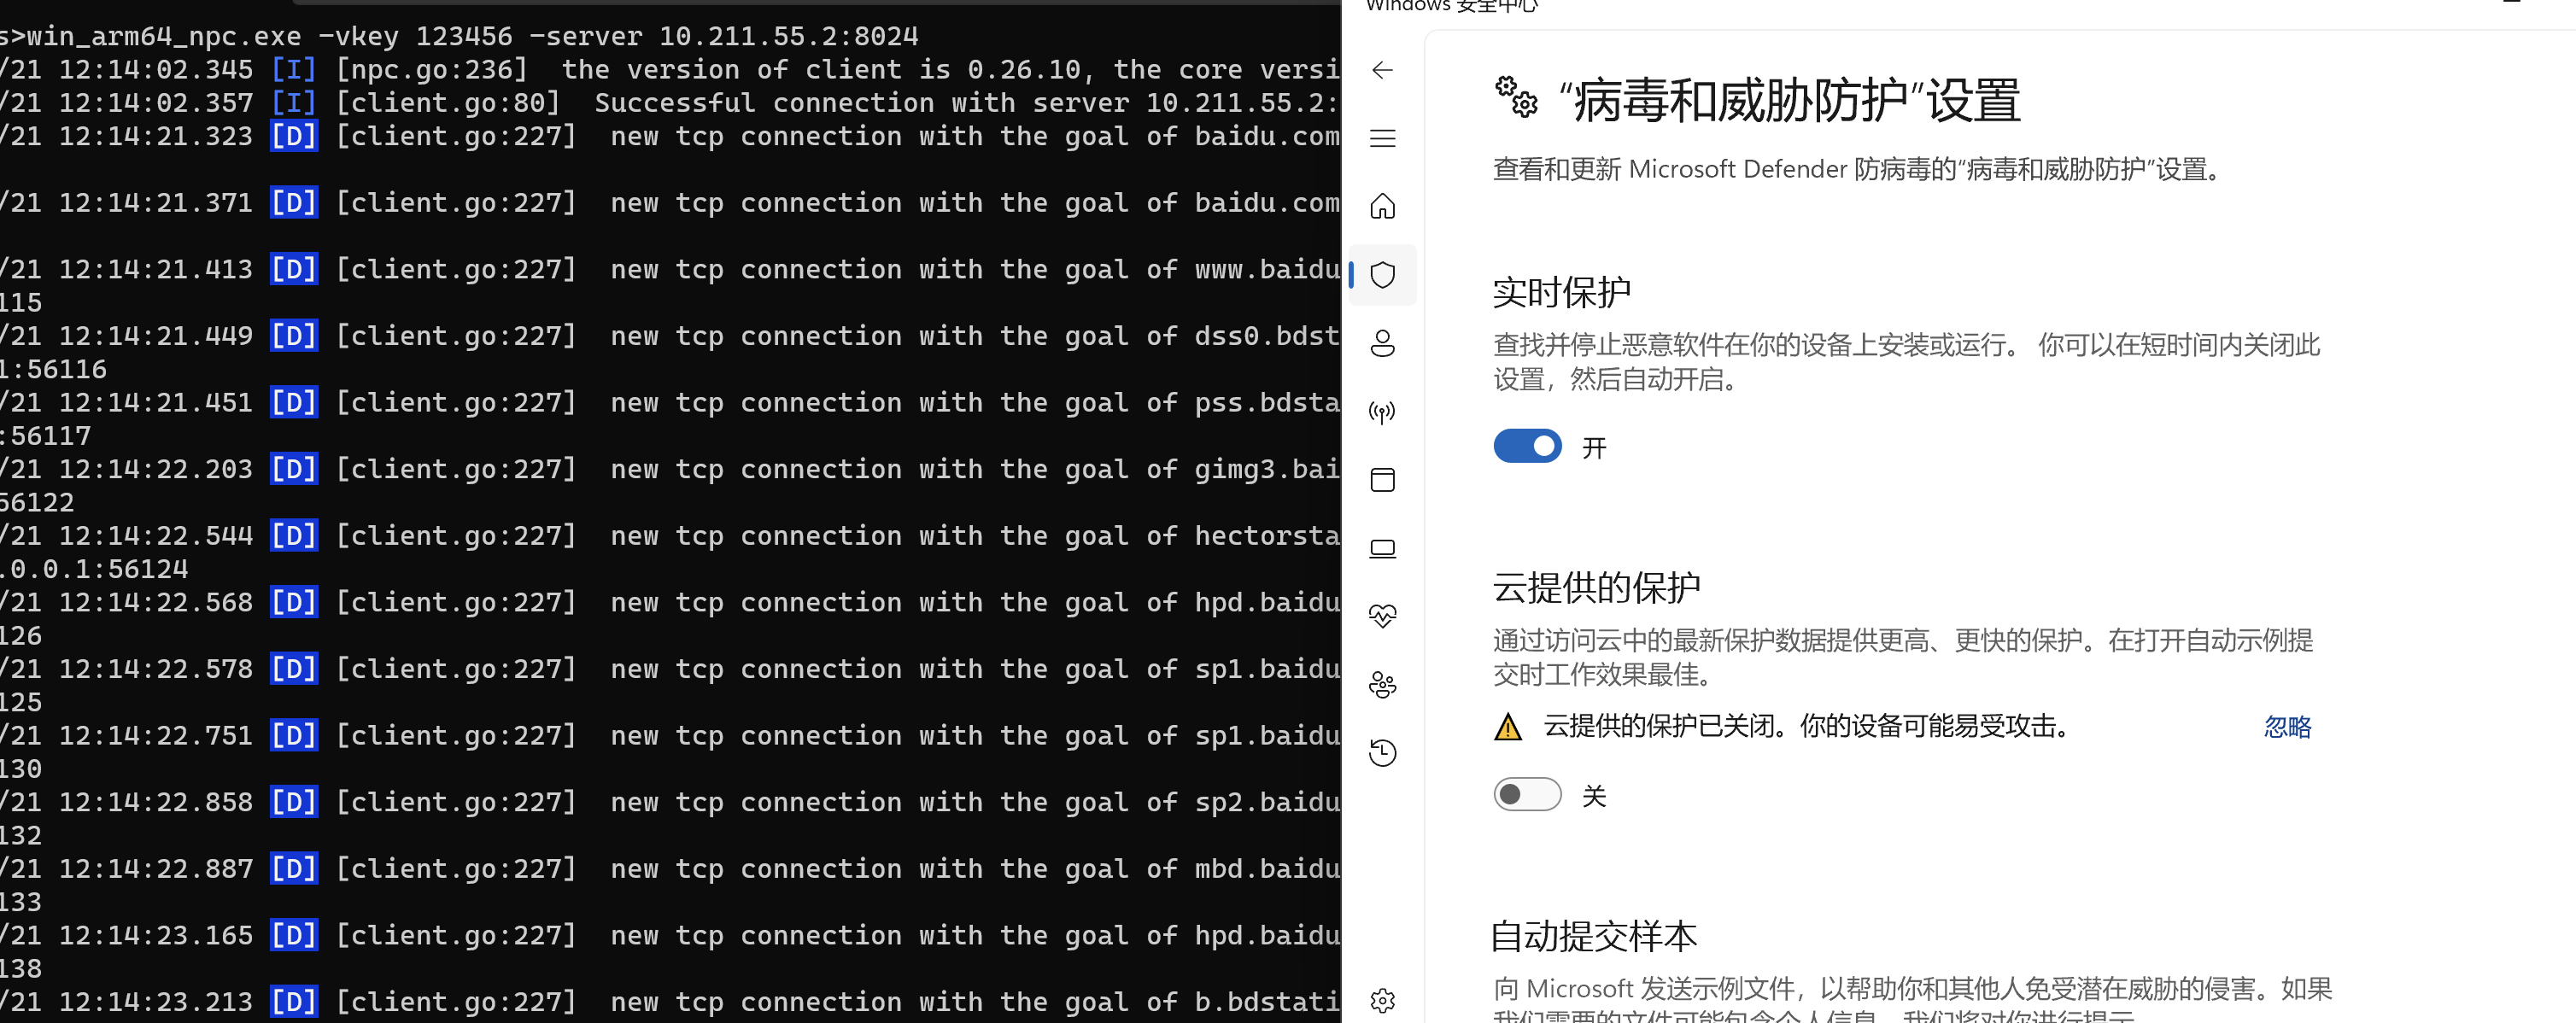 s>win_arm64_npc.exe -vkey 123456 -server 10.211.55.2:8024
/21 12:14:02.345 [I] [npc.go:236]  the version of client is 0.26.10, the core versi
/21 12:14:02.357 [I] [client.go:80]  Successful connection with server 10.211.55.2:
/21 12:14:21.323 [D] [client.go:227]  new tcp connection with the goal of baidu.com
/21 12:14:21.371 [D] [client.go:227]  new tcp connection with the goal of baidu.com
/21 12:14:21.413 [D] [client.go:227]  new tcp connection with the goal of www.baidu
115
/21 12:14:21.449 [D] [client.go:227]  new tcp connection with the goal of dss0.bdst
1:56116
/21 12:14:21.451 [D] [client.go:227]  new tcp connection with the goal of pss.bdsta
:56117
/21 12:14:22.203 [D] [client.go:227]  new tcp connection with the goal of gimg3.bai
56122
/21 12:14:22.544 [D] [client.go:227]  new tcp connection with the goal of hectorsta
.0.0.1:56124
/21 12:14:22.568 [D] [client.go:227]  new tcp connection with the goal of hpd.baidu
126
/21 12:14:22.578 [D] [client.go:227]  new tcp connection with the goal of sp1.baidu
125
/21 12:14:22.751 [D] [client.go:227]  new tcp connection with the goal of sp1.baidu
130
/21 12:14:22.858 [D] [client.go:227]  new tcp connection with the goal of sp2.baidu
132
/21 12:14:22.887 [D] [client.go:227]  new tcp connection with the goal of mbd.baidu
133
/21 12:14:23.165 [D] [client.go:227]  new tcp connection with the goal of hpd.baidu
138
/21 12:14:23.213 [D] [client.go:227]  new tcp connection with the goal of b.bdstati
Windows 安全中心
“病毒和威胁防护”设置
查看和更新 Microsoft Defender 防病毒的“病毒和威胁防护”设置。
实时保护
查找并停止恶意软件在你的设备上安装或运行。 你可以在短时间内关闭此
设置，然后自动开启。
开
云提供的保护
通过访问云中的最新保护数据提供更高、更快的保护。在打开自动示例提
交时工作效果最佳。
云提供的保护已关闭。你的设备可能易受攻击。 忽略
关
自动提交样本
向 Microsoft 发送示例文件，以帮助你和其他人免受潜在威胁的侵害。如果
我们需要的文件可能包含个人信息，我们将对你进行提示。